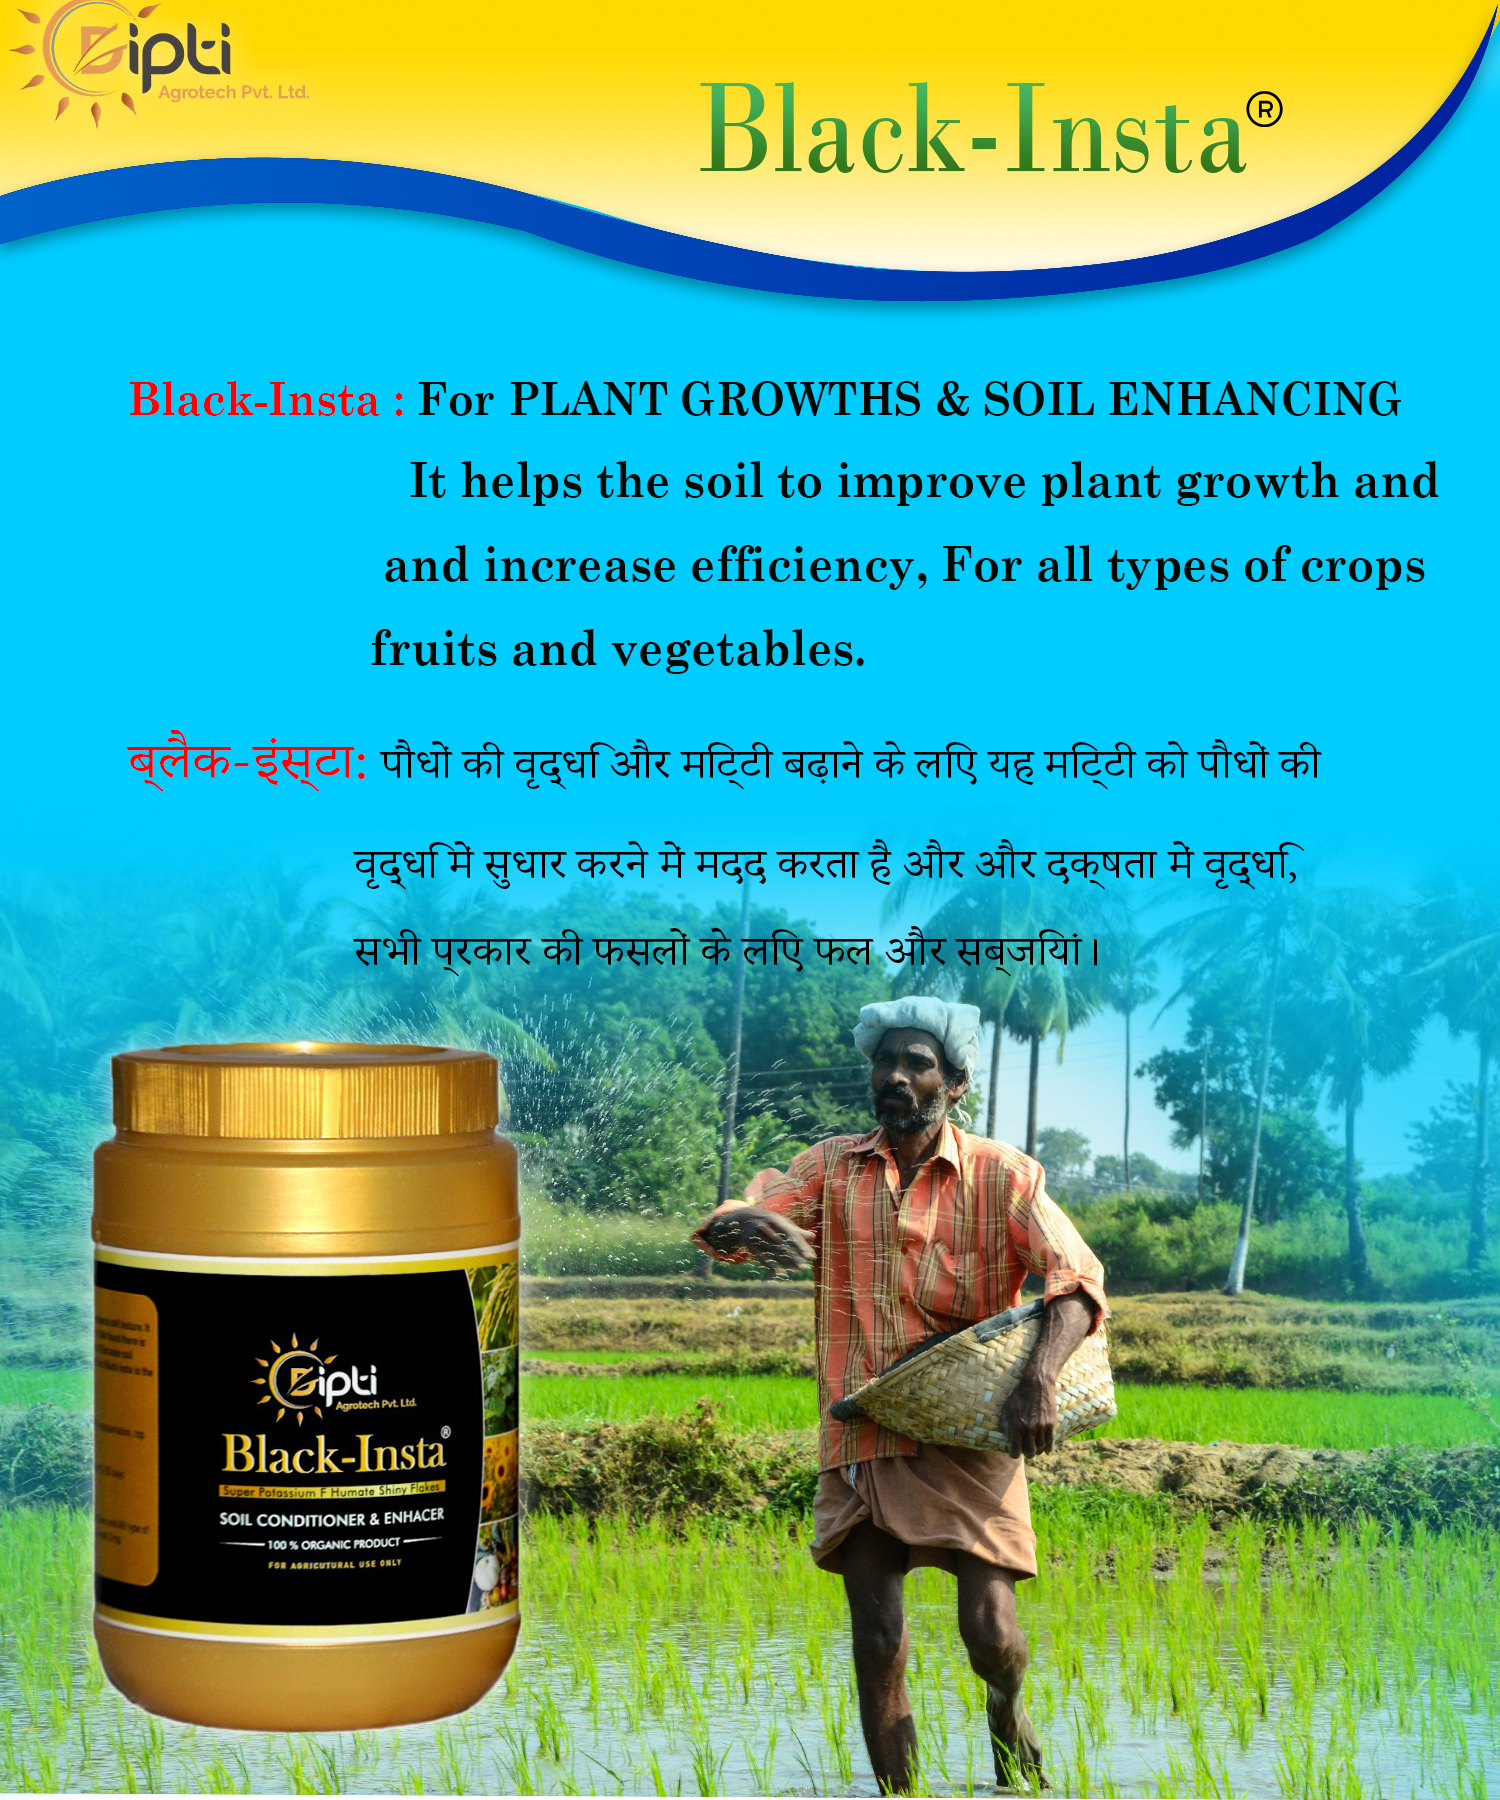 Dipti
Agrotech Pvt. Ltd.
Black-Insta®
Black-Insta : For PLANT GROWTHS & SOIL ENHANCING
It helps the soil to improve plant growth and
and increase efficiency, For all types of crops
fruits and vegetables.
ब्लैक-इंस्टा: पौधों की वृद्धि और मिट्टी बढ़ाने के लिए यह मिट्टी को पौधों की
वृद्धि में सुधार करने में मदद करता है और और दक्षता में वृद्धि,
सभी प्रकार की फसलों के लिए फल और सब्जियां।
Dipti
Agrotech Pvt. Ltd.
Black-Insta®
Super Potassium F Humate Shiny Flakes
SOIL CONDITIONER & ENHACER
100 % ORGANIC PRODUCT
FOR AGRICUTURAL USE ONLY